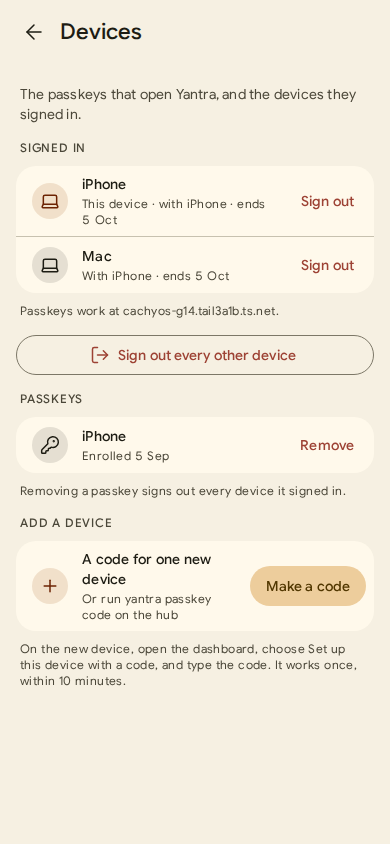 Devices
The passkeys that open Yantra, and the devices they
signed in.
SIGNED IN
iPhone
This device · with iPhone · ends
5 Oct
Sign out
Mac
With iPhone · ends 5 Oct
Sign out
Passkeys work at cachyos-g14.tail3a1b.ts.net.
Sign out every other device
PASSKEYS
iPhone
Enrolled 5 Sep
Remove
Removing a passkey signs out every device it signed in.
ADD A DEVICE
A code for one new
device
Or run yantra passkey
code on the hub
Make a code
On the new device, open the dashboard, choose Set up
this device with a code, and type the code. It works once,
within 10 minutes.